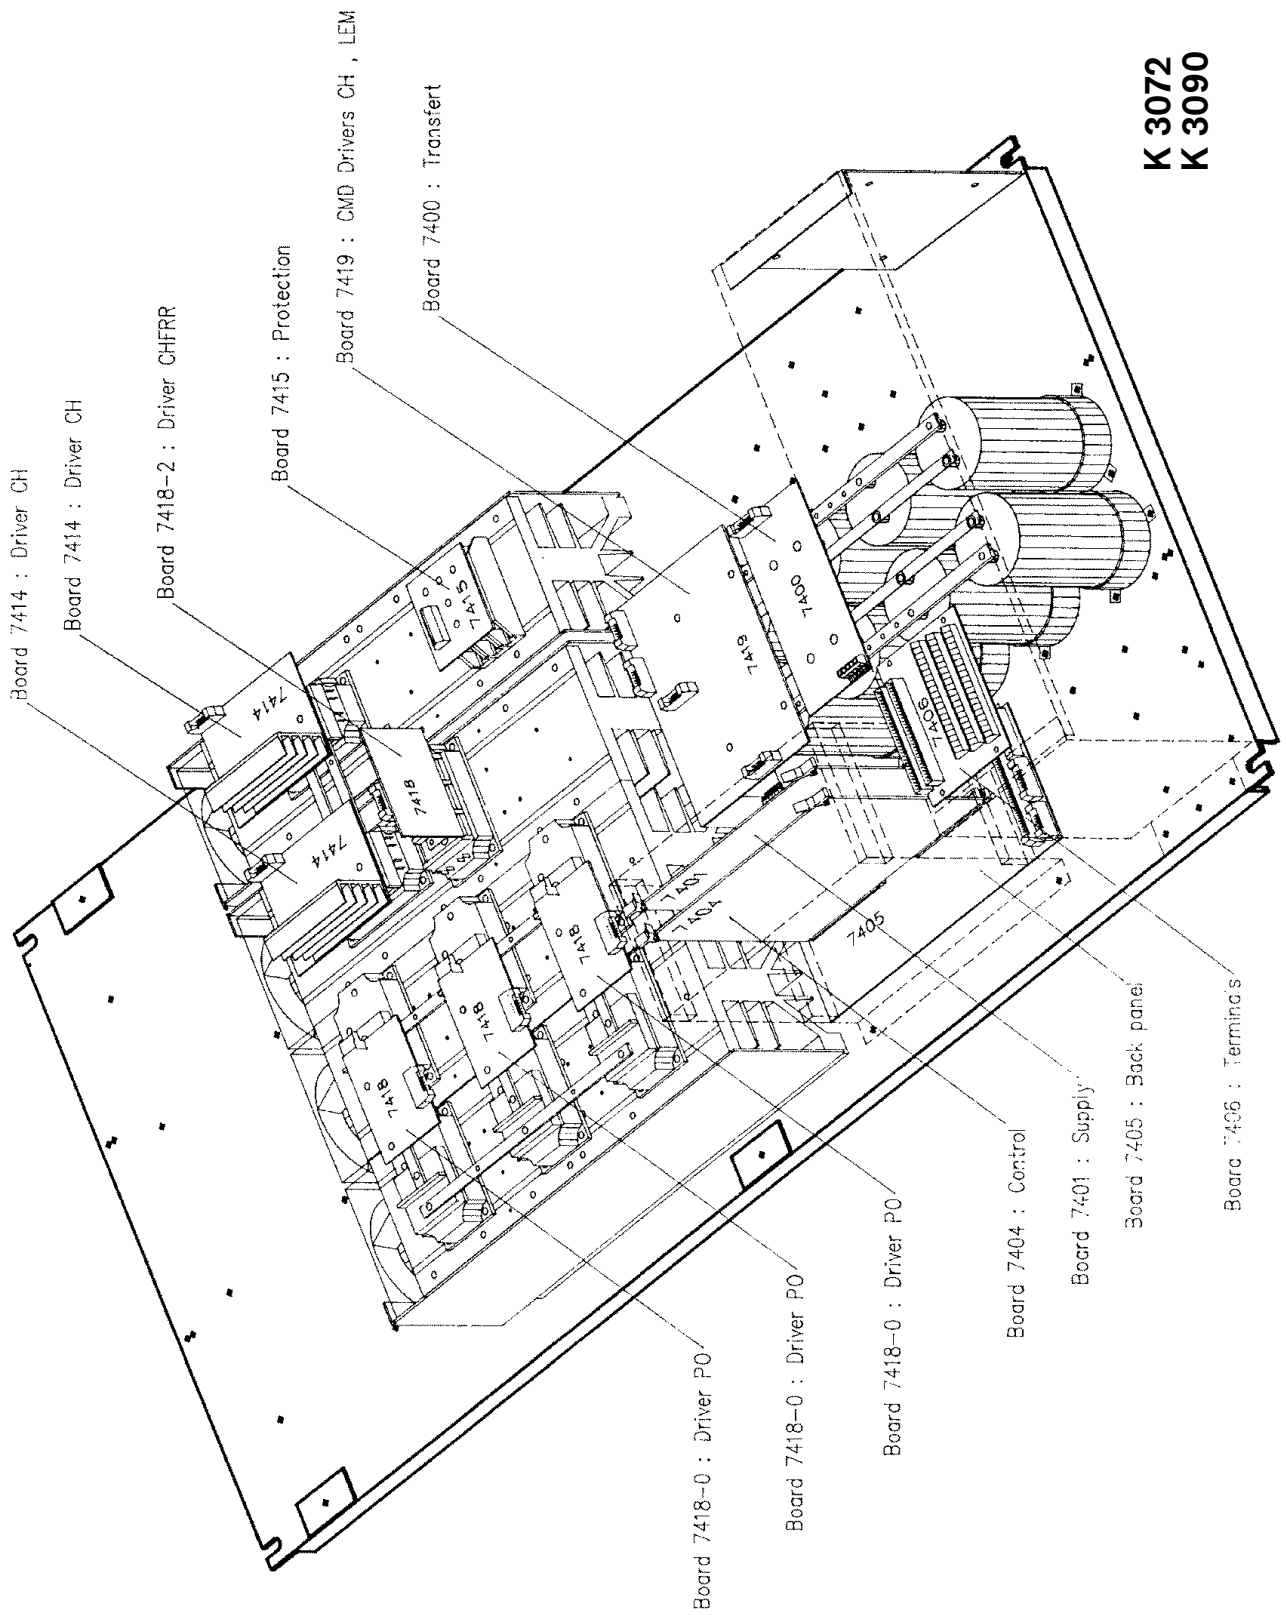 Board 7414 : Driver CH
Board 7414 : Driver CH
Board 7418-2 : Driver CHFRR
Board 7415 : Protection
Board 7419 : CMD Drivers CH , LEM
Board 7400 : Transfert
K 3072
K 3090
7414
7414
7418
7415
7419
7400
7406
7418
7418
7418
7401
7404
7405
Board 7418-0 : Driver PO
Board 7418-0 : Driver PO
Board 7418-0 : Driver PO
Board 7404 : Control
Board 7401 : Supply
Board 7405 : Back panel
Board 7406 : Terminals